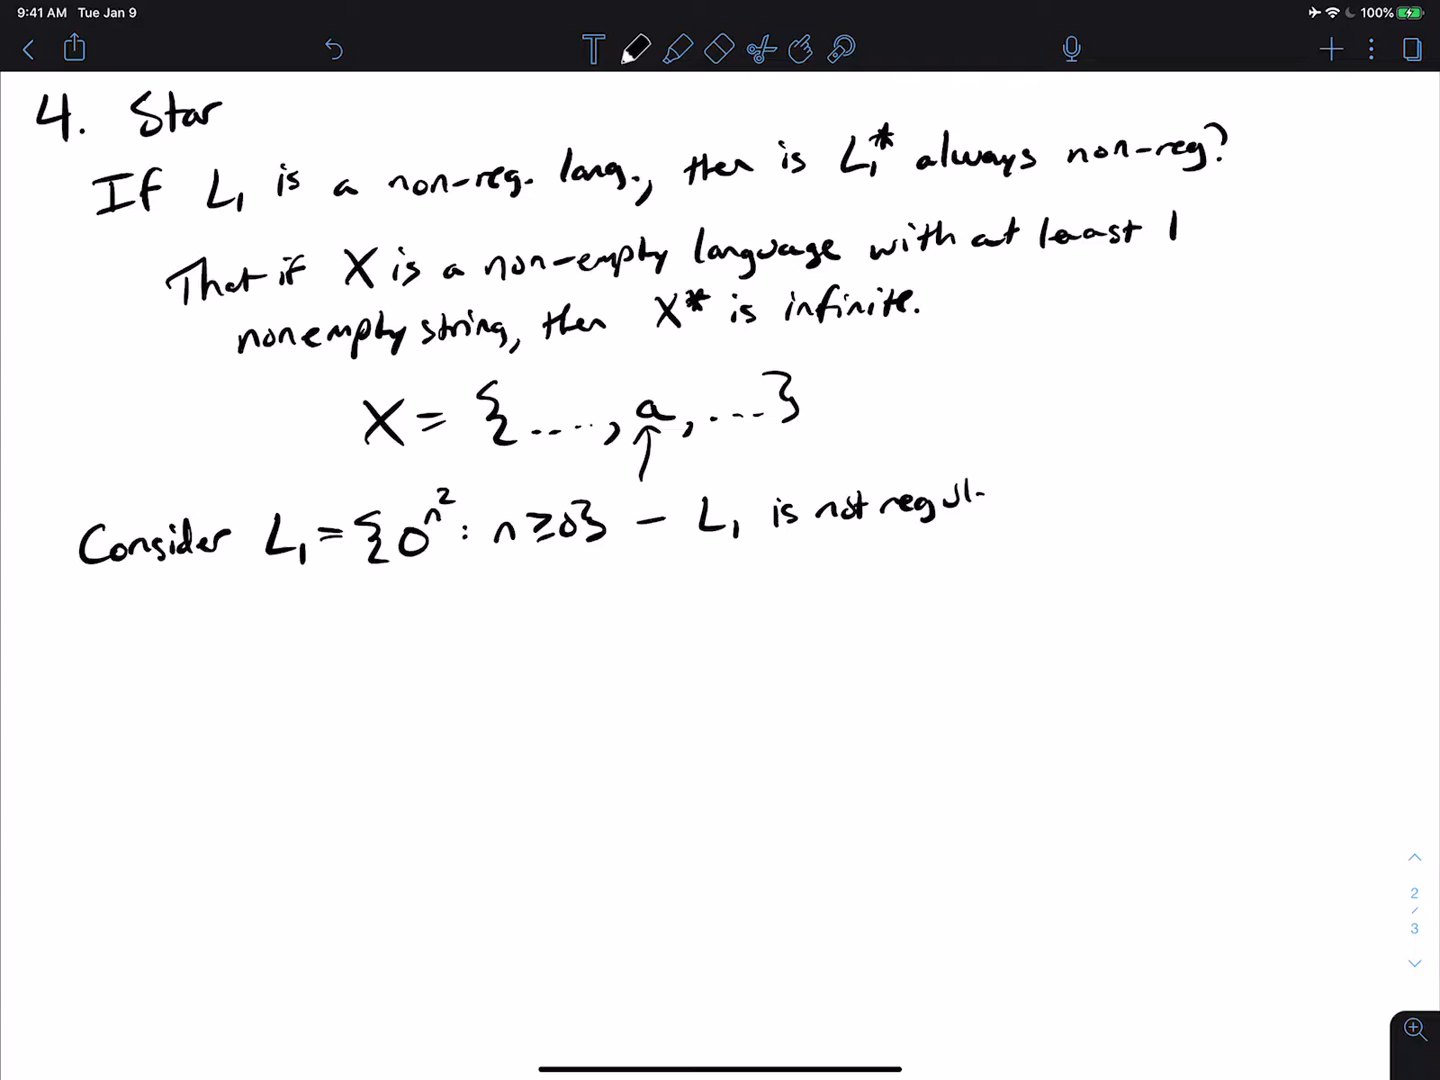 9:41 AM Tue Jan 9
100%
4. Star
If L₁ is a non-reg. lang., then is L₁* always non-reg?
That if X is a non-empty language with at least 1
nonempty string, then X* is infinite.
X = {....,a,....}
Consider L₁ = {0^n²: n≥0} - L₁ is not regul
2
/
3